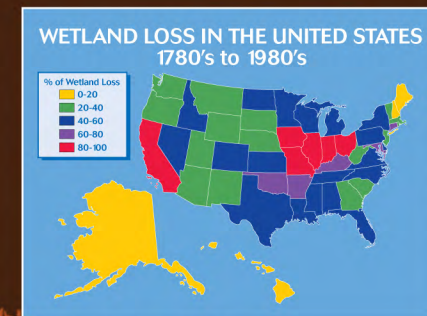 WETLAND LOSS IN THE UNITED STATES
1780's to 1980's
% of Wetland Loss
0-20
20-40
40-60
60-80
80-100